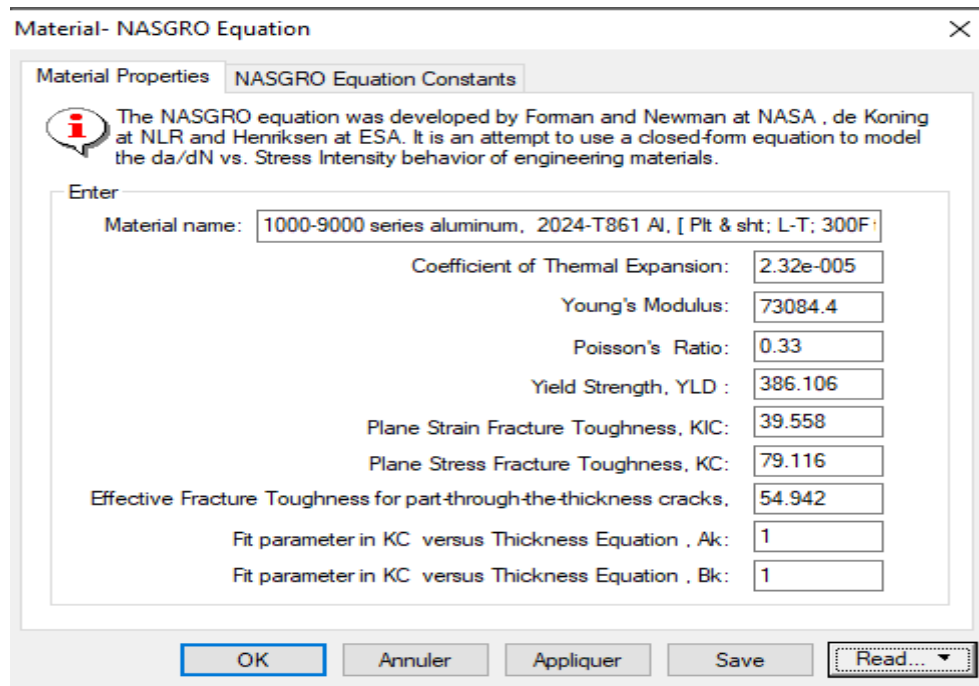 Material- NASGRO Equation
Material Properties NASGRO Equation Constants
The NASGRO equation was developed by Forman and Newman at NASA , de Koning
at NLR and Henriksen at ESA. It is an attempt to use a closed-form equation to model
the da/dN vs. Stress Intensity behavior of engineering materials.
Enter
Material name: 1000-9000 series aluminum, 2024-T861 Al, [ Plt & sht; L-T; 300F
Coefficient of Thermal Expansion: 2.32e-005
Young's Modulus: 73084.4
Poisson's Ratio: 0.33
Yield Strength, YLD : 386.106
Plane Strain Fracture Toughness, KIC: 39.558
Plane Stress Fracture Toughness, KC: 79.116
Effective Fracture Toughness for part-through-the-thickness cracks, 54.942
Fit parameter in KC versus Thickness Equation , Ak: 1
Fit parameter in KC versus Thickness Equation , Bk: 1
OK Annuler Appliquer Save Read...